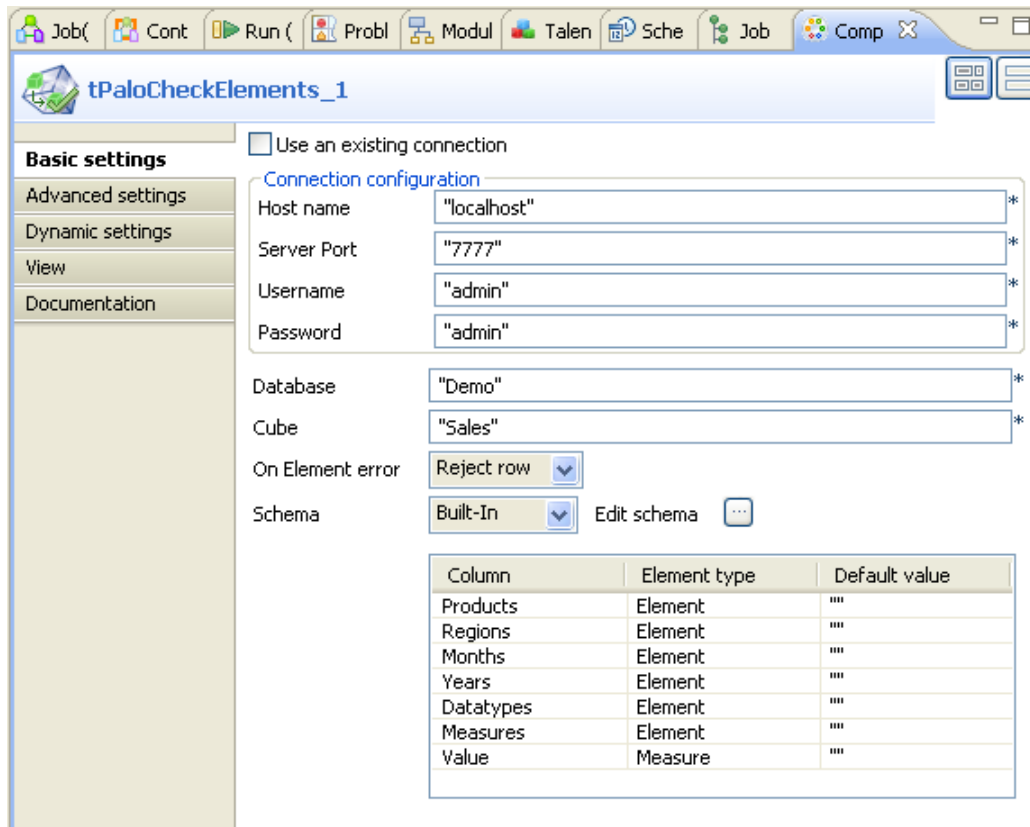 Job( Cont Run ( Probl Modul Talen Sche Job Comp
tPaloCheckElements_1
Basic settings
Advanced settings
Dynamic settings
View
Documentation
Use an existing connection
Connection configuration
Host name "localhost" *
Server Port "7777" *
Username "admin" *
Password "admin" *
Database "Demo" *
Cube "Sales" *
On Element error Reject row
Schema Built-In Edit schema ...
Column Element type Default value
Products Element ""
Regions Element ""
Months Element ""
Years Element ""
Datatypes Element ""
Measures Element ""
Value Measure ""